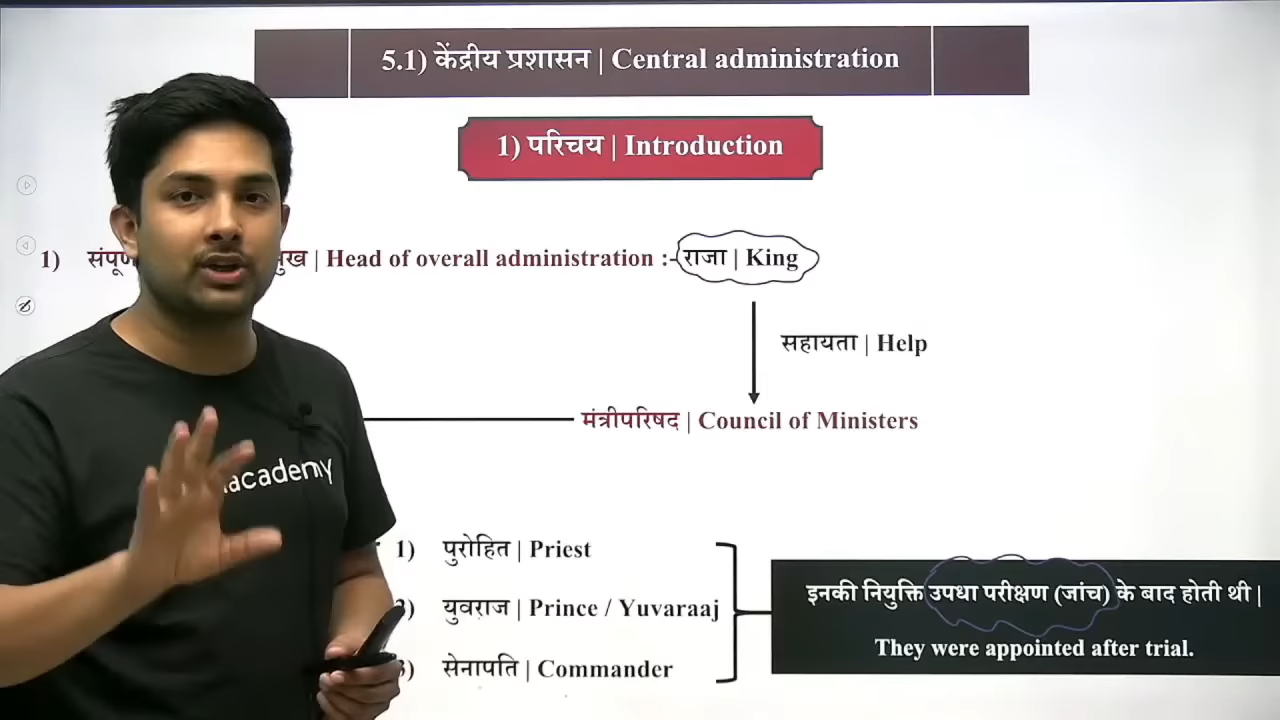 5.1) केंद्रीय प्रशासन | Central administration
1) परिचय | Introduction
1) | Head of overall administration :- राजा | King
सहायता | Help
मंत्रीपरिषद | Council of Ministers
academy
1) पुरोहित | Priest
युवराज | Prince / Yuvaraaj
सेनापति | Commander
इनकी नियुक्ति उपधा परीक्षण (जांच) के बाद होती थी |
They were appointed after trial.